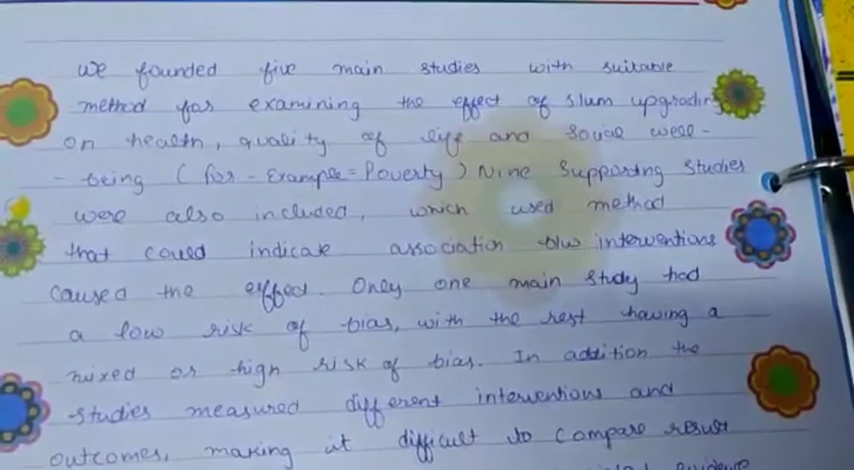 we founded five main studies with suitable
method for examining the effect of slum upgrading
on health, quality of life and social well-
- being (for - Example = Poverty) Nine Supporting Studies
were also included, which used method
that could indicate association b/w interventions
caused the effect. Only one main study had
a low risk of bias, with the rest having a
mixed or high risk of bias. In addition the
studies measured different interventions and
outcomes, making it difficult to compare result
evidence